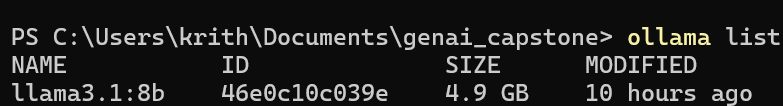 PS C:\Users\krith\Documents\genai_capstone> ollama list
NAME ID SIZE MODIFIED
llama3.1:8b 46e0c10c039e 4.9 GB 10 hours ago